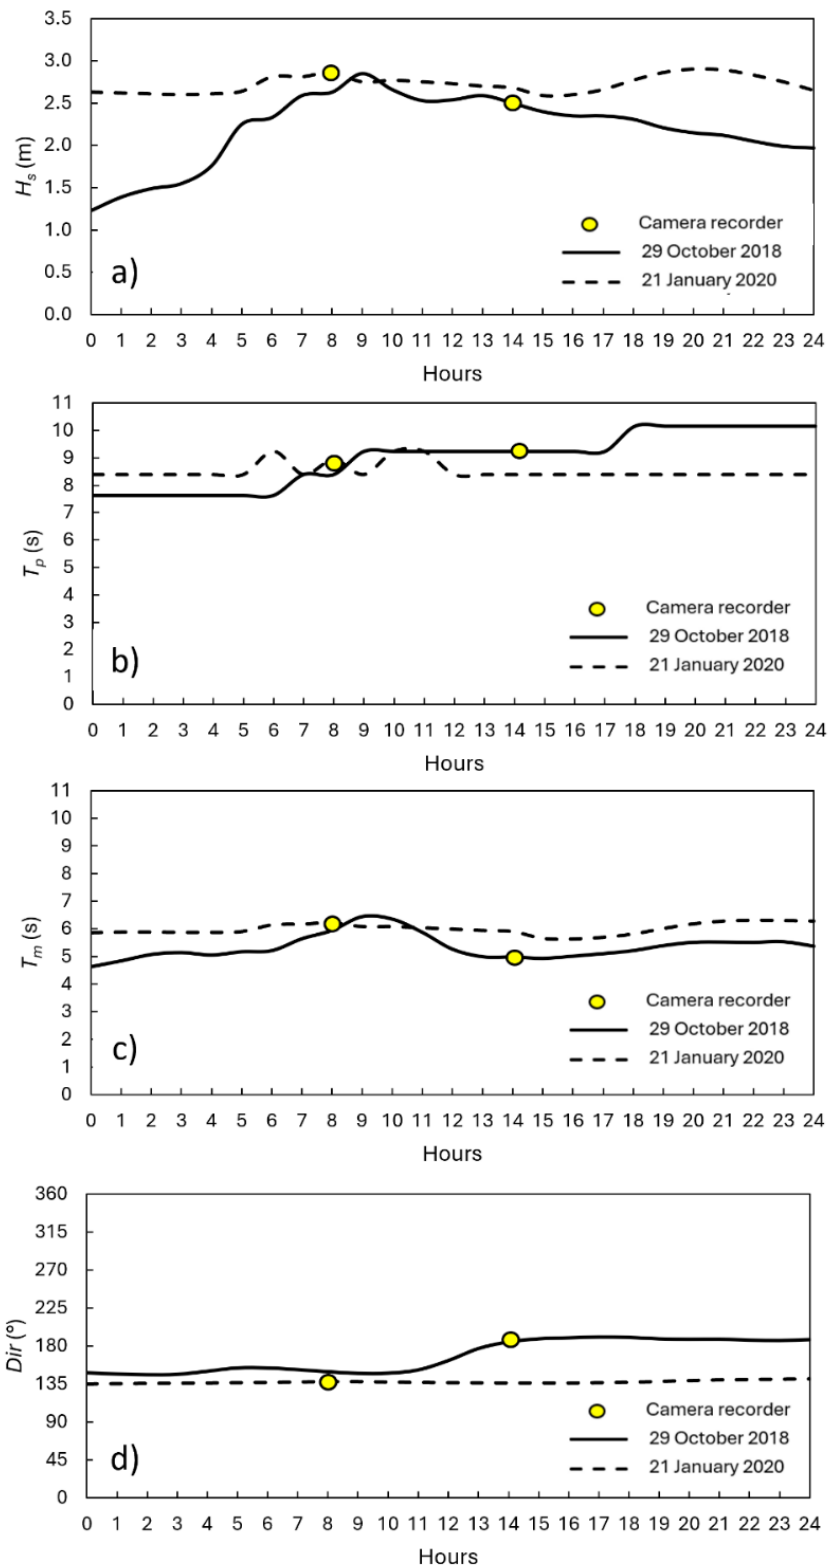 3.5
3.0
2.5
2.0
1.5
1.0
0.5
0.0
Hs (m)
Camera recorder
29 October 2018
21 January 2020
a)
0 1 2 3 4 5 6 7 8 9 10 11 12 13 14 15 16 17 18 19 20 21 22 23 24
Hours
11
10
9
8
7
6
5
4
3
2
1
0
Tp (s)
Camera recorder
29 October 2018
21 January 2020
b)
0 1 2 3 4 5 6 7 8 9 10 11 12 13 14 15 16 17 18 19 20 21 22 23 24
Hours
11
10
9
8
7
6
5
4
3
2
1
0
Tm (s)
Camera recorder
29 October 2018
21 January 2020
c)
0 1 2 3 4 5 6 7 8 9 10 11 12 13 14 15 16 17 18 19 20 21 22 23 24
Hours
360
315
270
225
180
135
90
45
0
Dir (°)
Camera recorder
29 October 2018
21 January 2020
d)
0 1 2 3 4 5 6 7 8 9 10 11 12 13 14 15 16 17 18 19 20 21 22 23 24
Hours